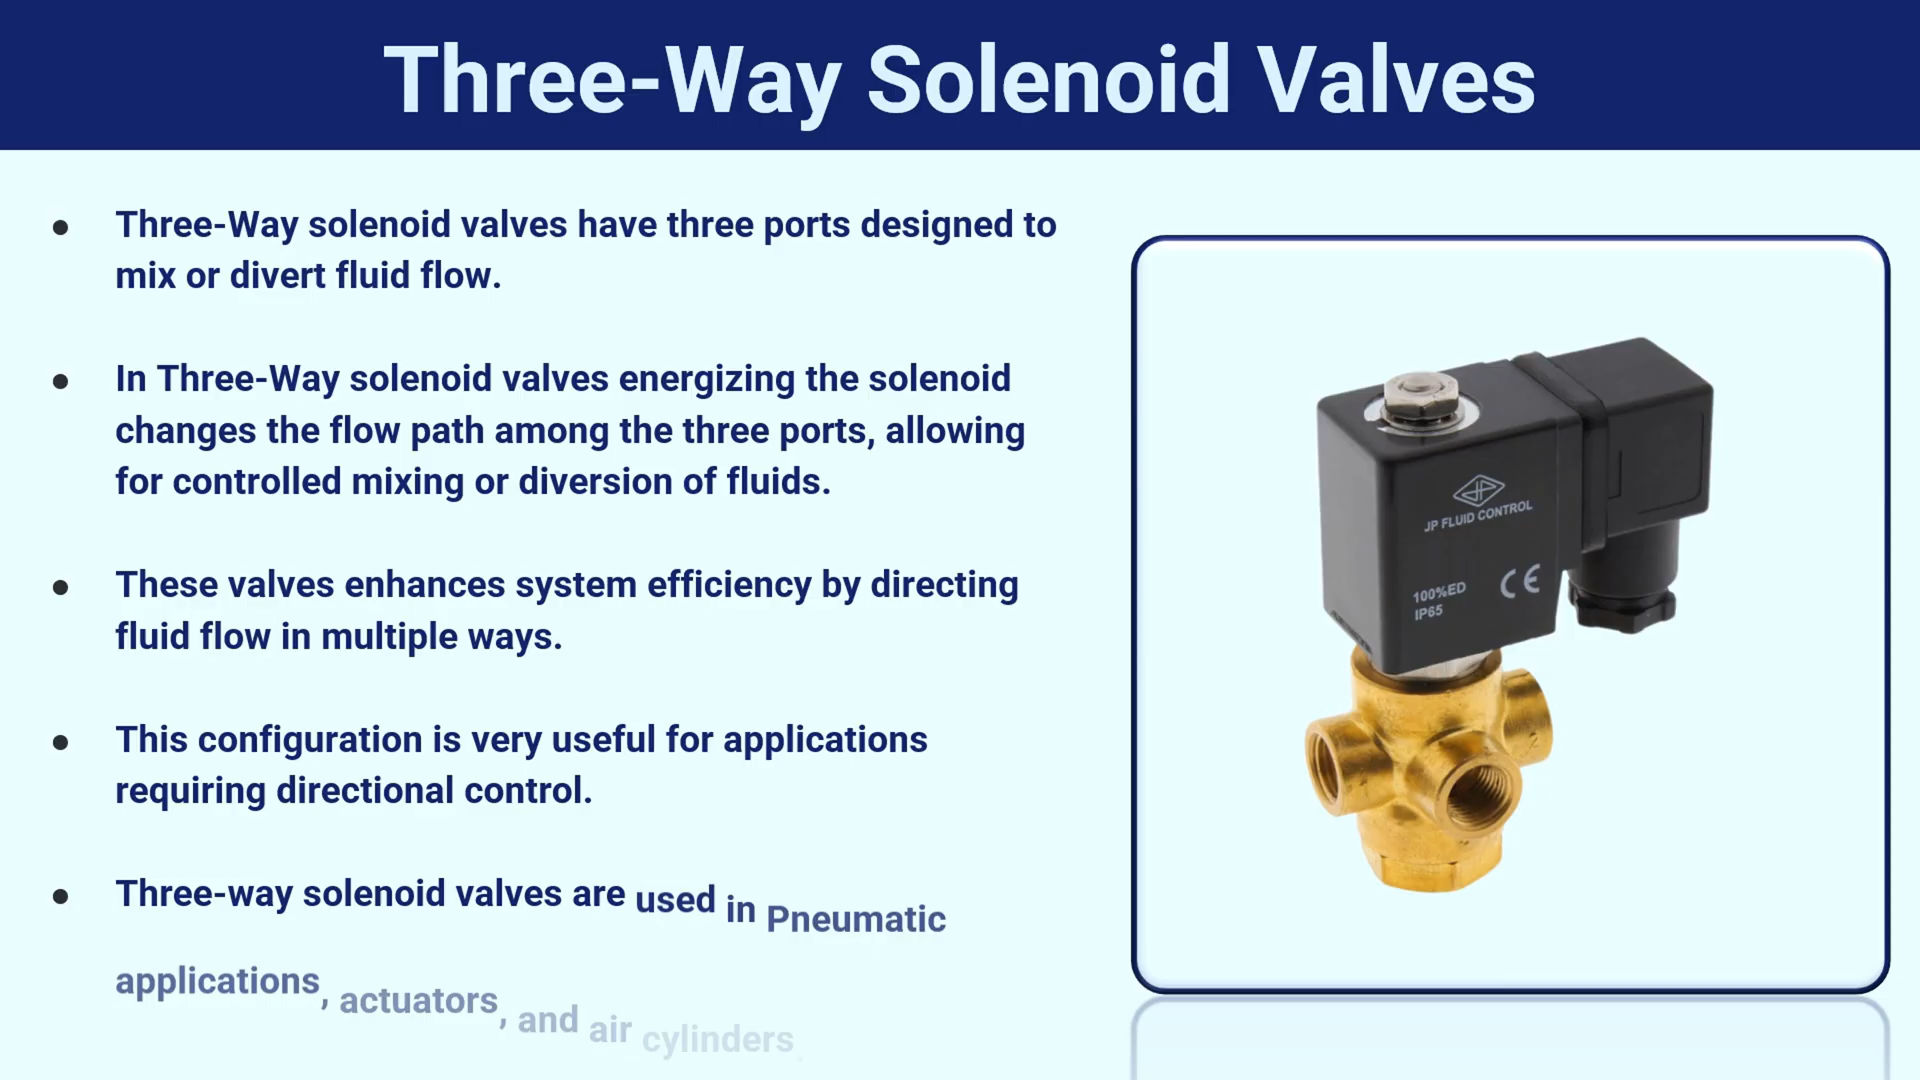 Three-Way Solenoid Valves
Three-Way solenoid valves have three ports designed to
mix or divert fluid flow.
In Three-Way solenoid valves energizing the solenoid
changes the flow path among the three ports, allowing
for controlled mixing or diversion of fluids.
These valves enhances system efficiency by directing
fluid flow in multiple ways.
This configuration is very useful for applications
requiring directional control.
Three-way solenoid valves are used in Pneumatic
applications, actuators, and air cylinders.
JP
JP FLUID CONTROL
100%ED
IP65
CE
2